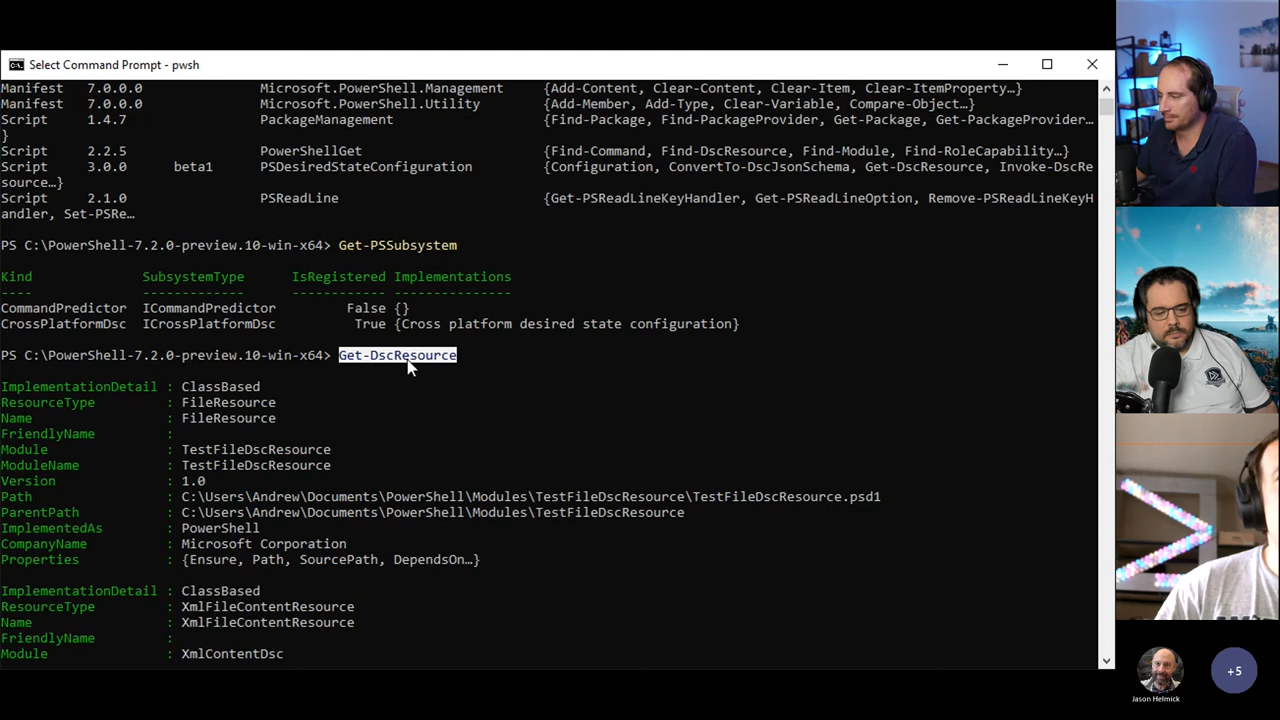 Select Command Prompt - pwsh
Manifest 7.0.0.0 Microsoft.PowerShell.Management {Add-Content, Clear-Content, Clear-Item, Clear-ItemProperty…}
Manifest 7.0.0.0 Microsoft.PowerShell.Utility {Add-Member, Add-Type, Clear-Variable, Compare-Object…}
Script 1.4.7 PackageManagement {Find-Package, Find-PackageProvider, Get-Package, Get-PackageProvider…
}
Script 2.2.5 PowerShellGet {Find-Command, Find-DscResource, Find-Module, Find-RoleCapability…}
Script 3.0.0 beta1 PSDesiredStateConfiguration {Configuration, ConvertTo-DscJsonSchema, Get-DscResource, Invoke-DscRe
source…}
Script 2.1.0 PSReadLine {Get-PSReadLineKeyHandler, Get-PSReadLineOption, Remove-PSReadLineKeyH
andler, Set-PSRe…
PS C:\PowerShell-7.2.0-preview.10-win-x64> Get-PSSubsystem
Kind SubsystemType IsRegistered Implementations
---- ------------- ------------ ---------------
CommandPredictor ICommandPredictor False {}
CrossPlatformDsc ICrossPlatformDsc True {Cross platform desired state configuration}
PS C:\PowerShell-7.2.0-preview.10-win-x64> Get-DscResource
ImplementationDetail : ClassBased
ResourceType : FileResource
Name : FileResource
FriendlyName :
Module : TestFileDscResource
ModuleName : TestFileDscResource
Version : 1.0
Path : C:\Users\Andrew\Documents\PowerShell\Modules\TestFileDscResource\TestFileDscResource.psd1
ParentPath : C:\Users\Andrew\Documents\PowerShell\Modules\TestFileDscResource
ImplementedAs : PowerShell
CompanyName : Microsoft Corporation
Properties : {Ensure, Path, SourcePath, DependsOn…}
ImplementationDetail : ClassBased
ResourceType : XmlFileContentResource
Name : XmlFileContentResource
FriendlyName :
Module : XmlContentDsc
Jason Helmick
+5